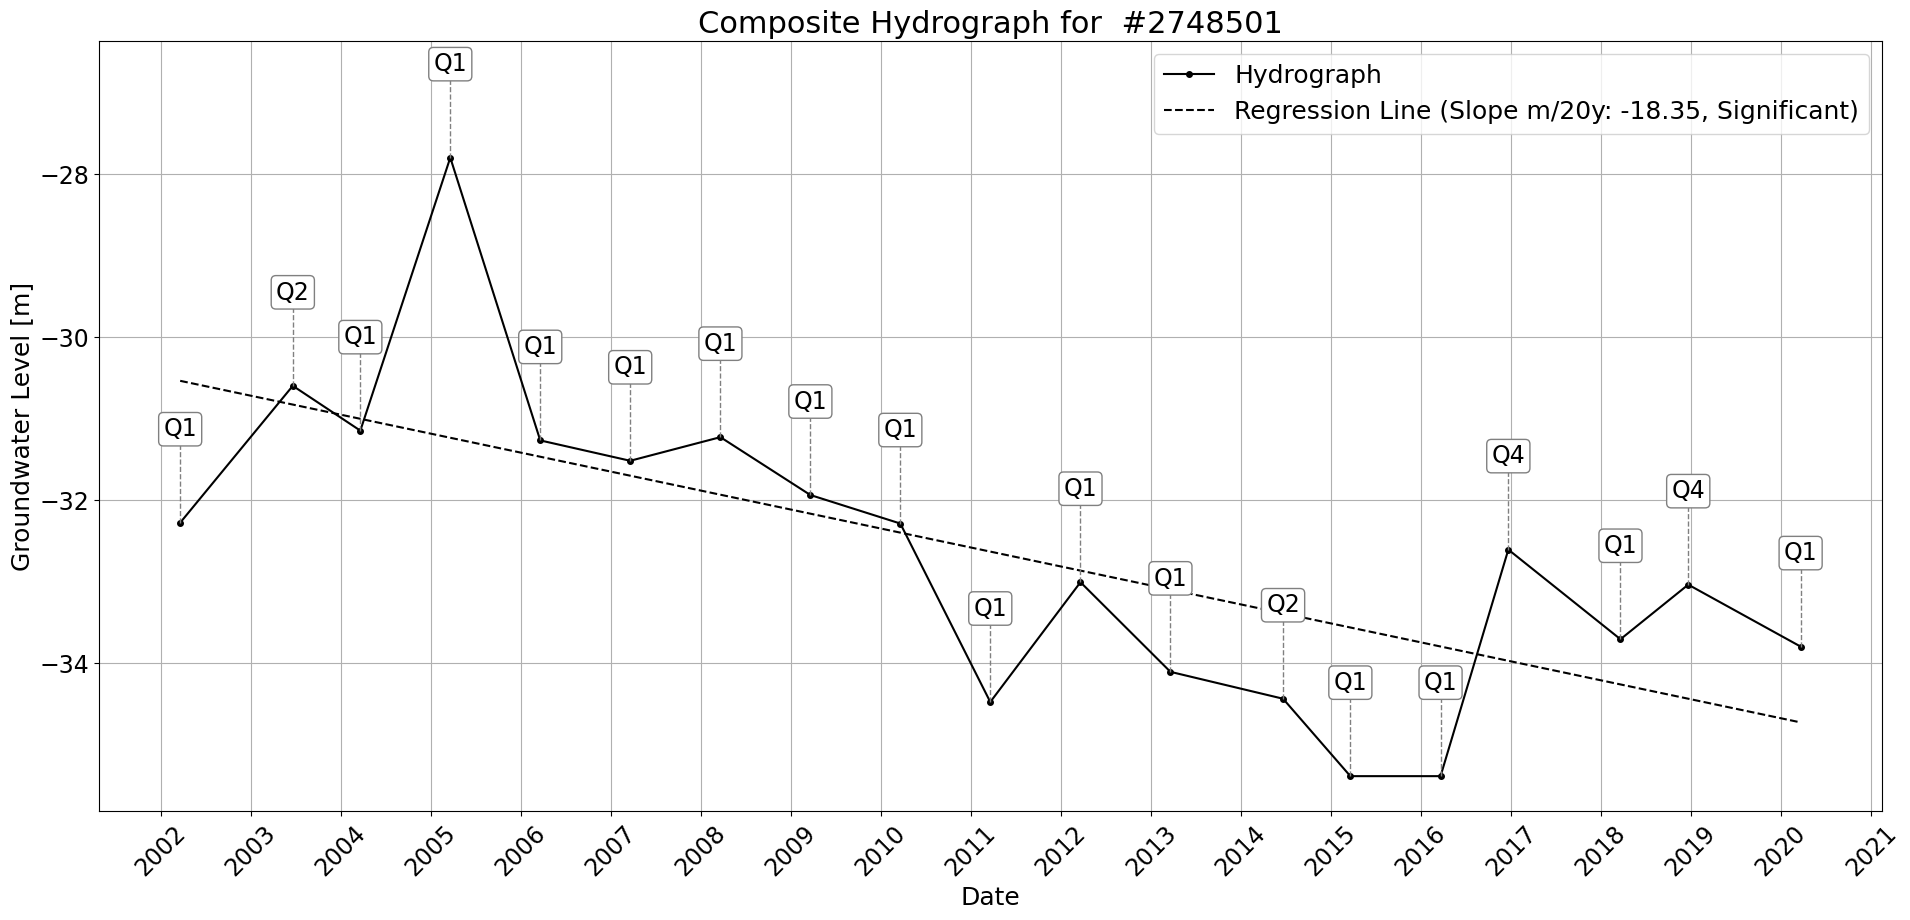 Composite Hydrograph for  #2748501
Hydrograph
Regression Line (Slope m/20y: -18.35, Significant)
Groundwater Level [m]
−28
−30
−32
−34
Q1
Q2
Q1
Q1
Q1
Q1
Q1
Q1
Q1
Q1
Q1
Q1
Q2
Q1
Q1
Q4
Q1
Q4
Q1
2002
2003
2004
2005
2006
2007
2008
2009
2010
2011
2012
2013
2014
2015
2016
2017
2018
2019
2020
2021
Date